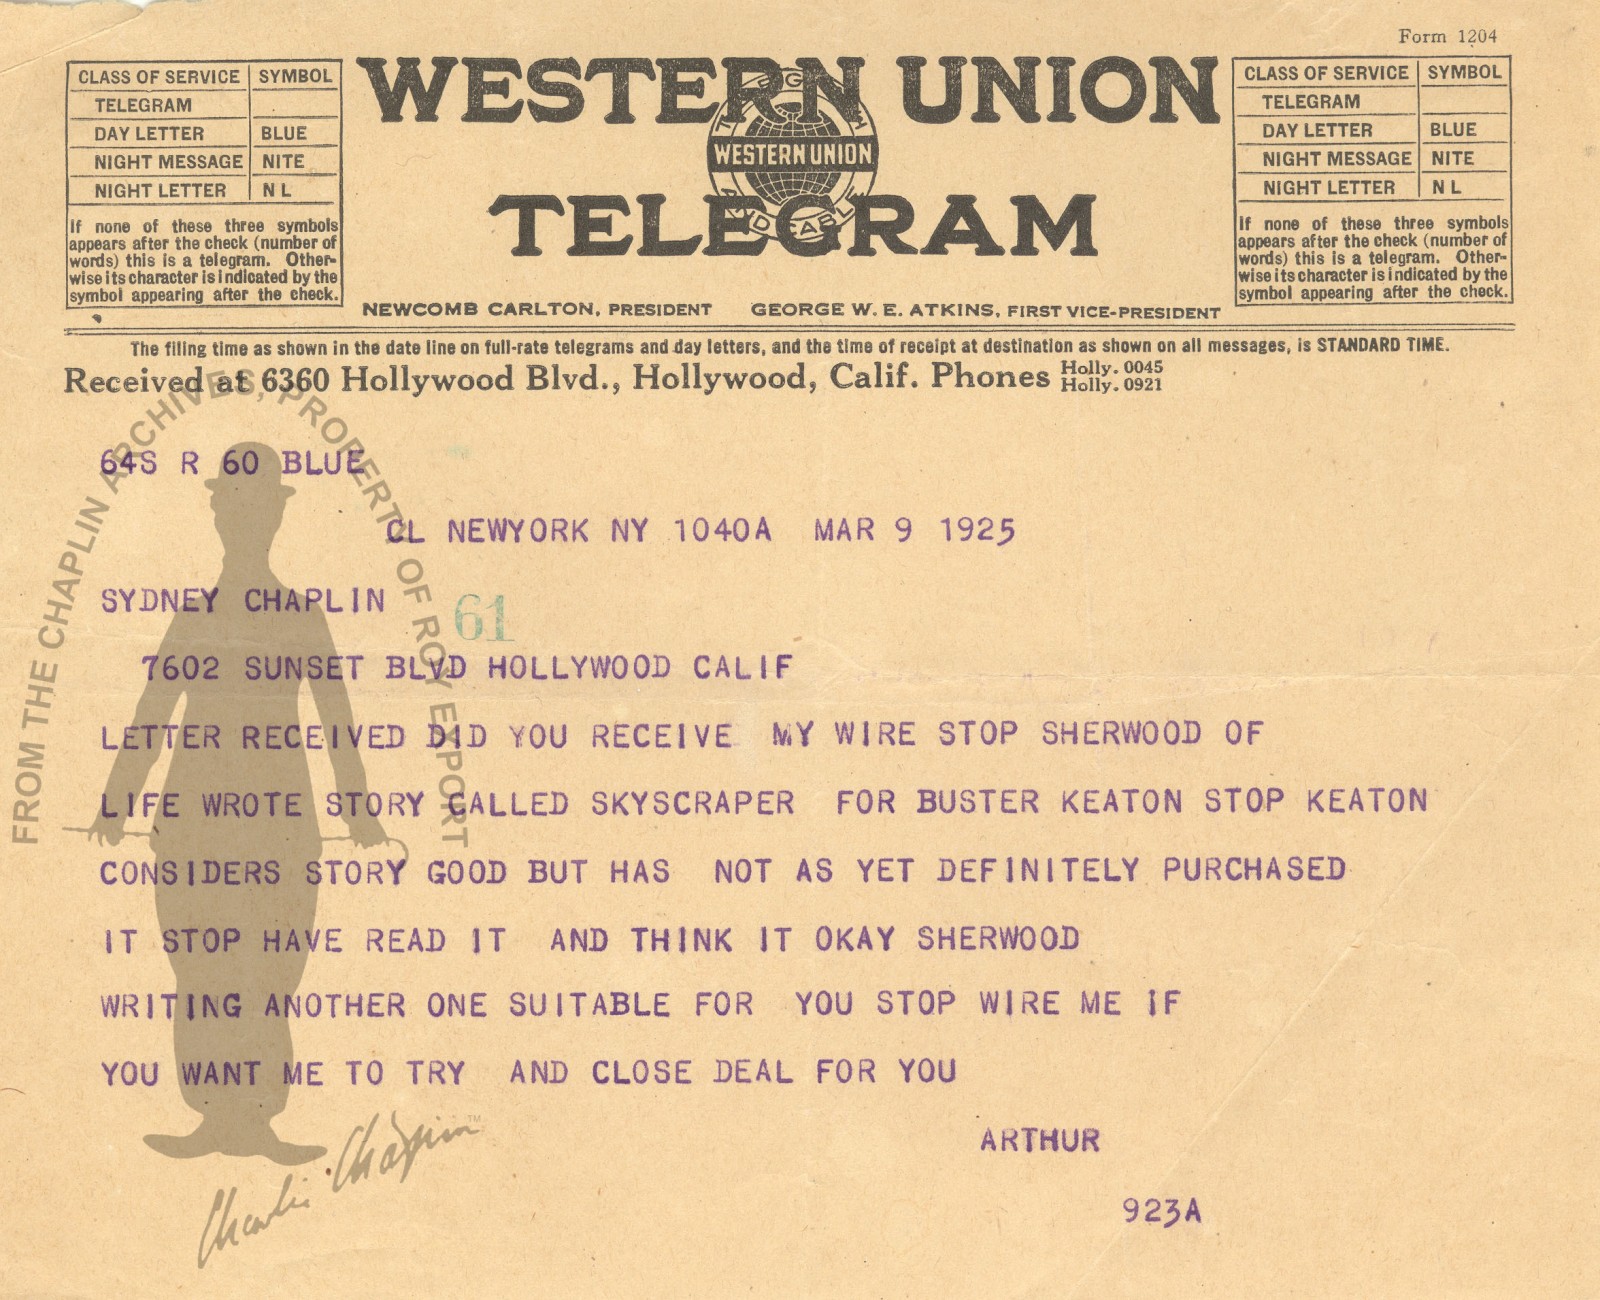 Form 1204
CLASS OF SERVICE SYMBOL
TELEGRAM
DAY LETTER BLUE
NIGHT MESSAGE NITE
NIGHT LETTER N L
If none of these three symbols
appears after the check (number of
words) this is a telegram. Other-
wise its character is indicated by the
symbol appearing after the check.
WESTERN UNION
WESTERN UNION
TELEGRAM
AND CABLE
NEWCOMB CARLTON, PRESIDENT GEORGE W. E. ATKINS, FIRST VICE-PRESIDENT
CLASS OF SERVICE SYMBOL
TELEGRAM
DAY LETTER BLUE
NIGHT MESSAGE NITE
NIGHT LETTER N L
If none of these three symbols
appears after the check (number of
words) this is a telegram. Other-
wise its character is indicated by the
symbol appearing after the check.
The filing time as shown in the date line on full-rate telegrams and day letters, and the time of receipt at destination as shown on all messages, is STANDARD TIME.
Received at 6360 Hollywood Blvd., Hollywood, Calif. Phones Holly. 0045
Holly. 0921
64S R 60 BLUE
CL NEWYORK NY 1040A MAR 9 1925
SYDNEY CHAPLIN
61
7602 SUNSET BLVD HOLLYWOOD CALIF
LETTER RECEIVED DID YOU RECEIVE MY WIRE STOP SHERWOOD OF
LIFE WROTE STORY CALLED SKYSCRAPER FOR BUSTER KEATON STOP KEATON
CONSIDERS STORY GOOD BUT HAS NOT AS YET DEFINITELY PURCHASED
IT STOP HAVE READ IT AND THINK IT OKAY SHERWOOD
WRITING ANOTHER ONE SUITABLE FOR YOU STOP WIRE ME IF
YOU WANT ME TO TRY AND CLOSE DEAL FOR YOU
ARTHUR
923A
FROM THE CHAPLIN ARCHIVES, PROPERTY OF ROY EXPORT
Charlie Chaplin TM